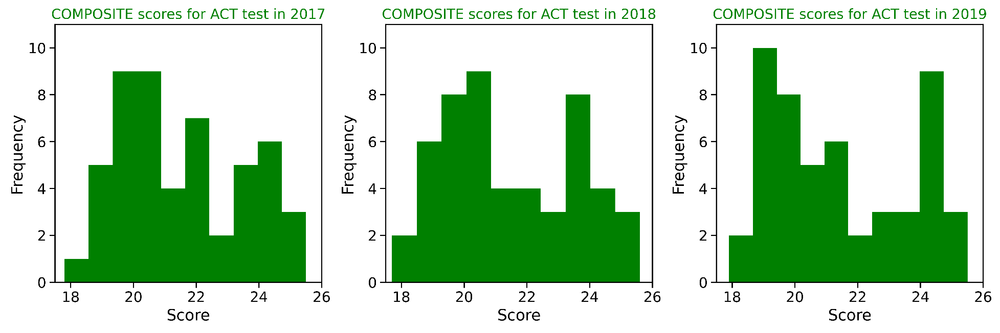 COMPOSITE scores for ACT test in 2017
10
8
6
4
2
0
Frequency
18 20 22 24 26
Score
COMPOSITE scores for ACT test in 2018
10
8
6
4
2
0
Frequency
18 20 22 24 26
Score
COMPOSITE scores for ACT test in 2019
10
8
6
4
2
0
Frequency
18 20 22 24 26
Score